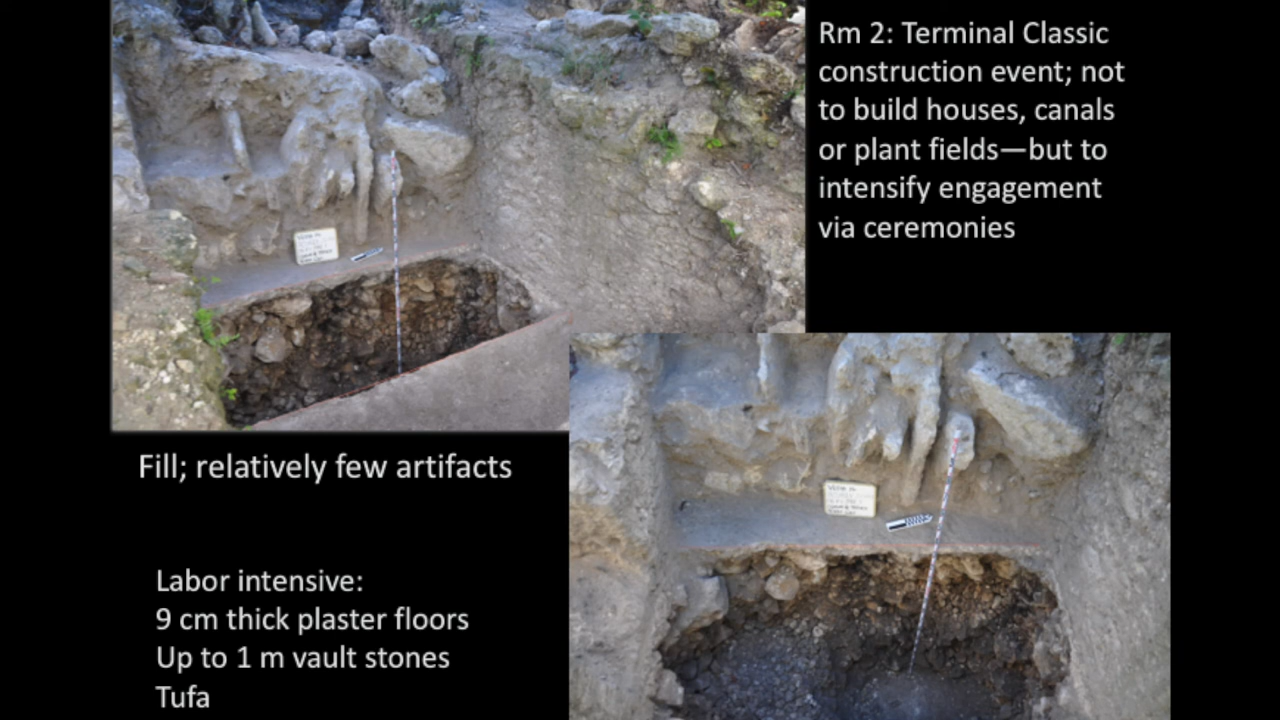 Rm 2: Terminal Classic
construction event; not
to build houses, canals
or plant fields—but to
intensify engagement
via ceremonies
Fill; relatively few artifacts
Labor intensive:
9 cm thick plaster floors
Up to 1 m vault stones
Tufa